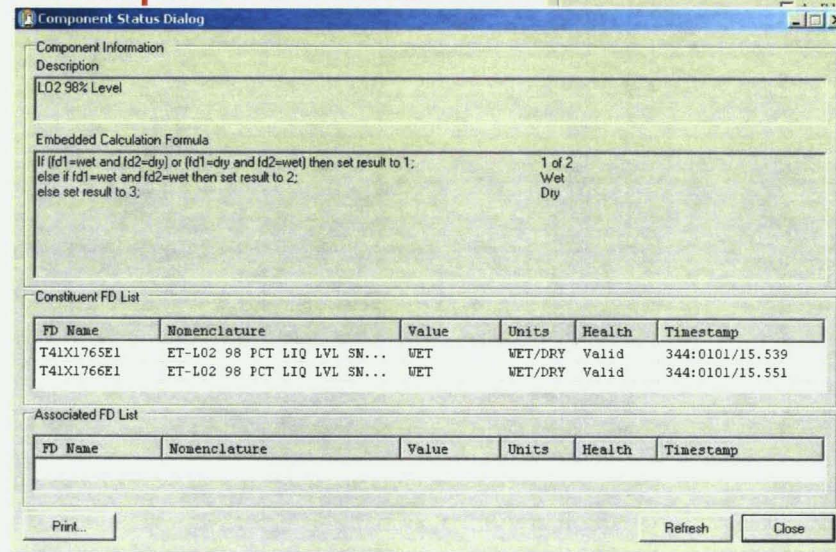 Component Status Dialog
Component Information
Description
LO2 98% Level
Embedded Calculation Formula
If (fd1=wet and fd2=dry) or (fd1=dry and fd2=wet) then set result to 1; 1 of 2
else if fd1=wet and fd2=wet then set result to 2; Wet
else set result to 3; Dry
Constituent FD List
FD Name Nomenclature Value Units Health Timestamp
T41X1765E1 ET-LO2 98 PCT LIQ LVL SN... WET WET/DRY Valid 344:0101/15.539
T41X1766E1 ET-LO2 98 PCT LIQ LVL SN... WET WET/DRY Valid 344:0101/15.551
Associated FD List
FD Name Nomenclature Value Units Health Timestamp
Print... Refresh Close